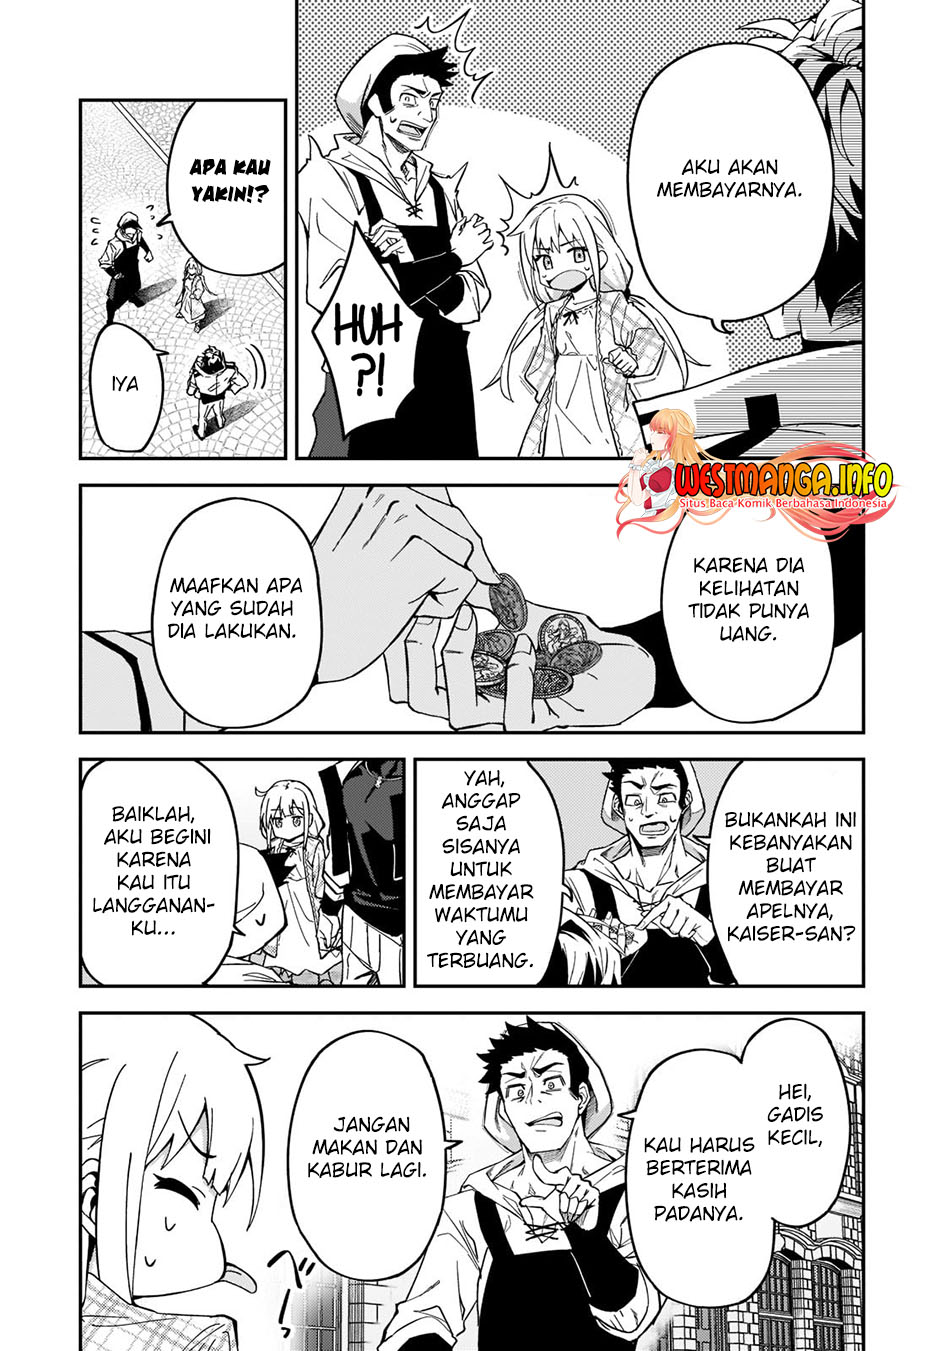 AKU AKAN
MEMBAYARNYA.
HUH
?!
APA KAU
YAKIN!?
IYA
WESTMANGA.INFO
Situs Baca Komik Berbahasa Indonesia
KARENA DIA
KELIHATAN
TIDAK PUNYA
UANG.
MAAFKAN APA
YANG SUDAH
DIA LAKUKAN.
BUKANKAH INI
KEBANYAKAN
BUAT
MEMBAYAR
APELNYA,
KAISER-SAN?
YAH,
ANGGAP
SAJA
SISANYA
UNTUK
MEMBAYAR
WAKTUMU
YANG
TERBUANG.
BAIKLAH,
AKU BEGINI
KARENA
KAU ITU
LANGGANAN-
KU...
HEI,
GADIS
KECIL,
KAU HARUS
BERTERIMA
KASIH
PADANYA.
JANGAN
MAKAN DAN
KABUR LAGI.